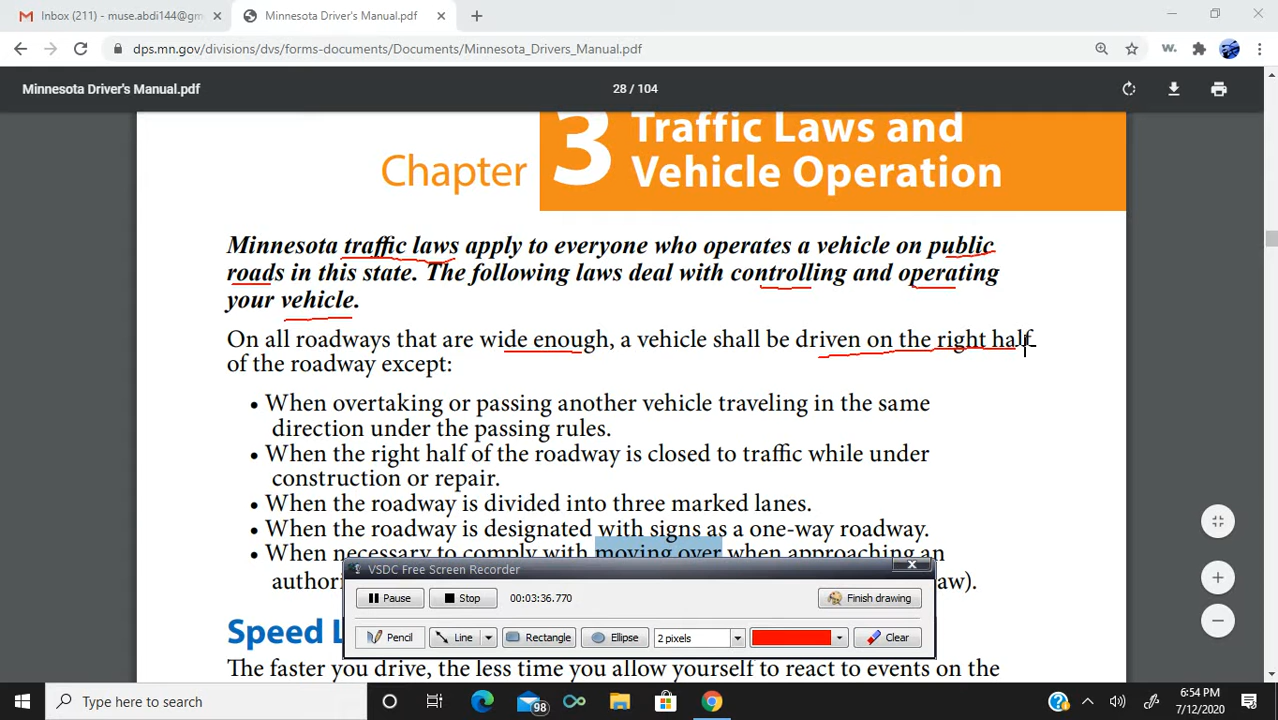 Inbox (211) - muse.abdi144@gm
Minnesota Driver's Manual.pdf
dps.mn.gov/divisions/dvs/forms-documents/Documents/Minnesota_Drivers_Manual.pdf
w.
Minnesota Driver's Manual.pdf
28 / 104
Chapter 3
Traffic Laws and
Vehicle Operation
Minnesota traffic laws apply to everyone who operates a vehicle on public
roads in this state. The following laws deal with controlling and operating
your vehicle.
On all roadways that are wide enough, a vehicle shall be driven on the right half
of the roadway except:
• When overtaking or passing another vehicle traveling in the same
direction under the passing rules.
• When the right half of the roadway is closed to traffic while under
construction or repair.
• When the roadway is divided into three marked lanes.
• When the roadway is designated with signs as a one-way roadway.
• When necessary to comply with moving over when approaching an
authori
law).
VSDC Free Screen Recorder
Pause
Stop
00:03:36.770
Finish drawing
Pencil
Line
Rectangle
Ellipse
2 pixels
Clear
Speed L
The faster you drive, the less time you allow yourself to react to events on the
Type here to search
98
6:54 PM
7/12/2020